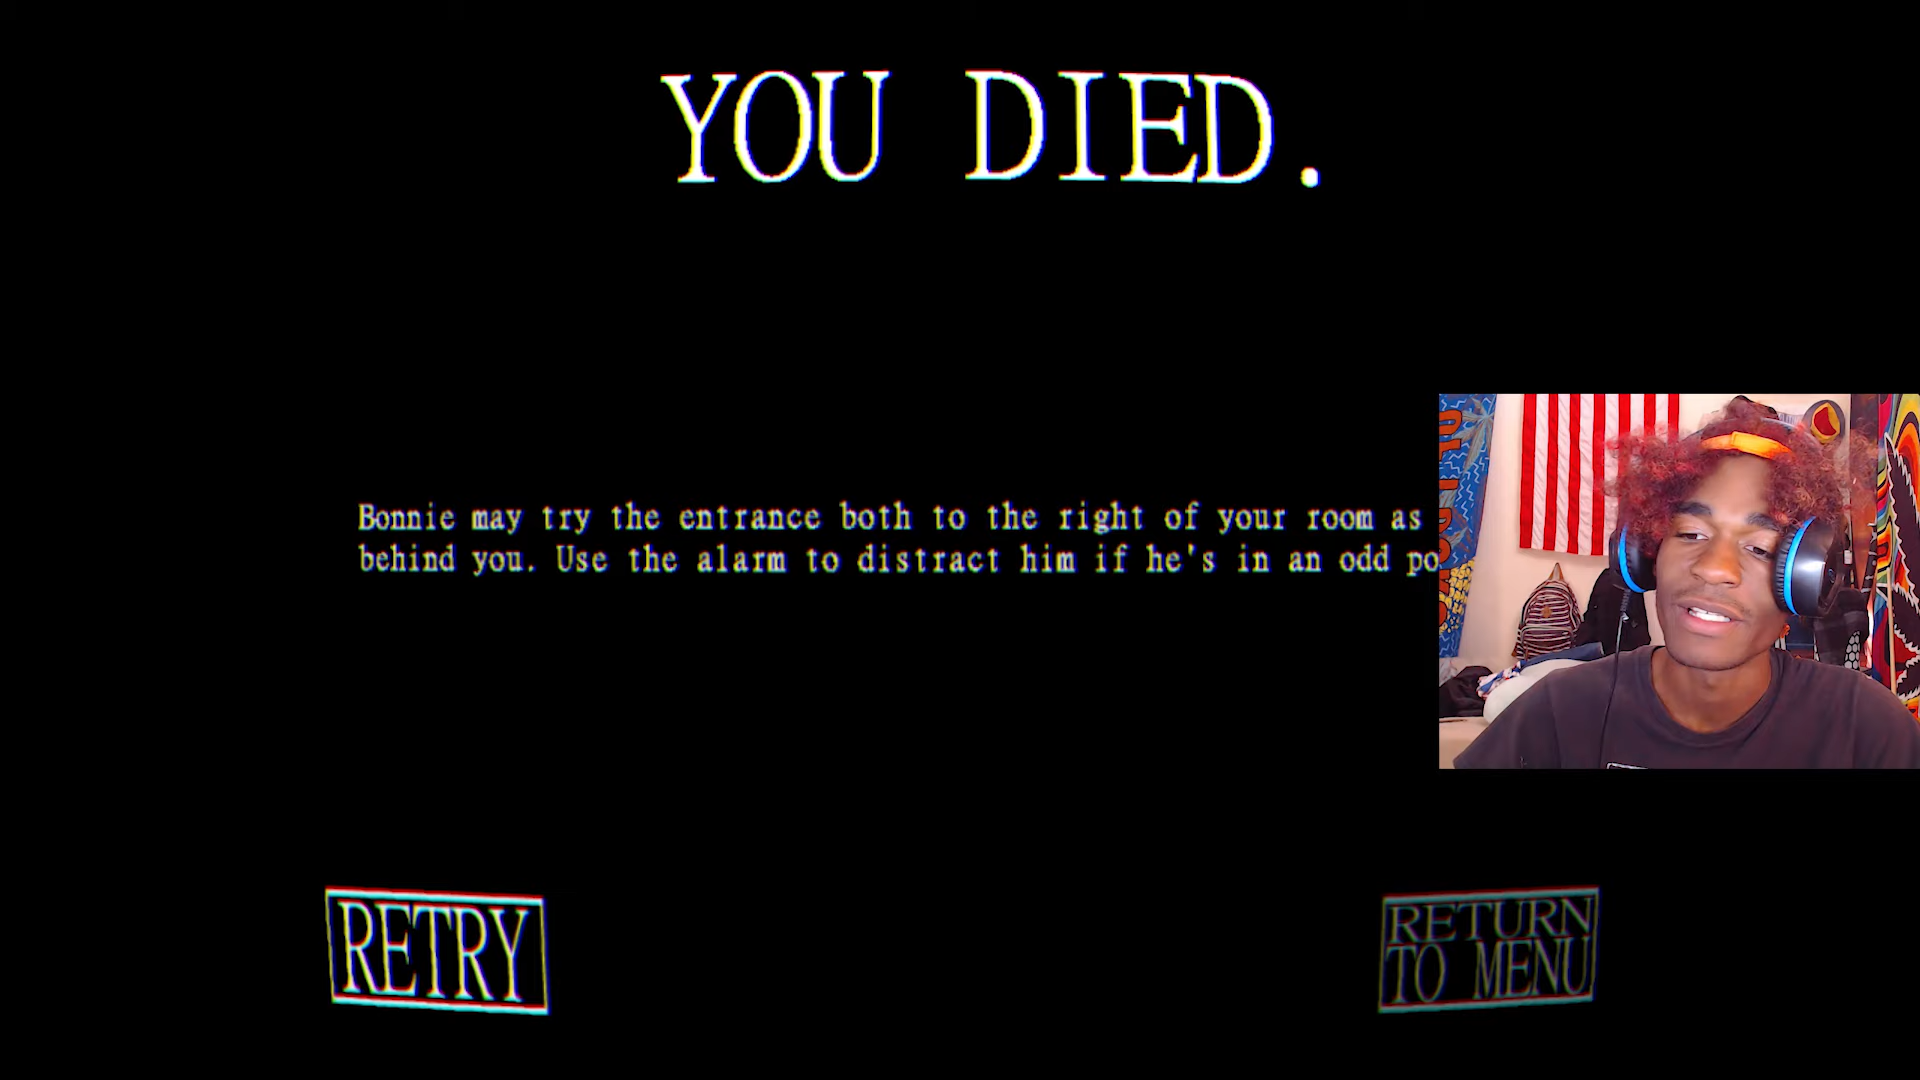 YOU DIED.
Bonnie may try the entrance both to the right of your room as
behind you. Use the alarm to distract him if he's in an odd
RETRY
RETURN
TO MENU